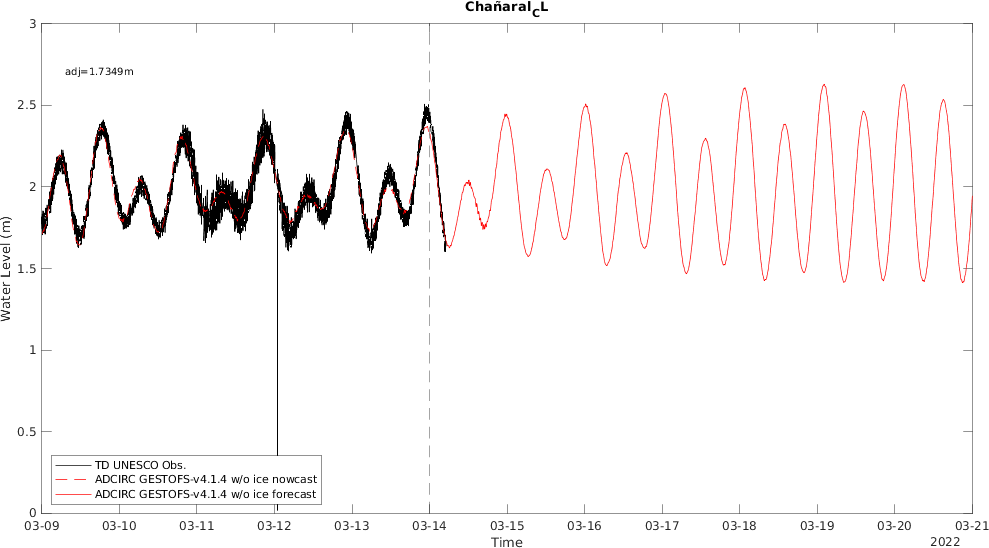 Chañaral_CL
adj=1.7349m
Water Level (m)
3
2.5
2
1.5
1
0.5
0
TD UNESCO Obs.
ADCIRC GESTOFS-v4.1.4 w/o ice nowcast
ADCIRC GESTOFS-v4.1.4 w/o ice forecast
03-09 03-10 03-11 03-12 03-13 03-14 03-15 03-16 03-17 03-18 03-19 03-20 03-21
Time
2022